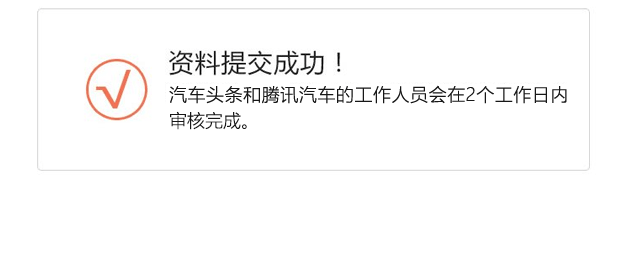 资料提交成功！
汽车头条和腾讯汽车的工作人员会在2个工作日内
审核完成。